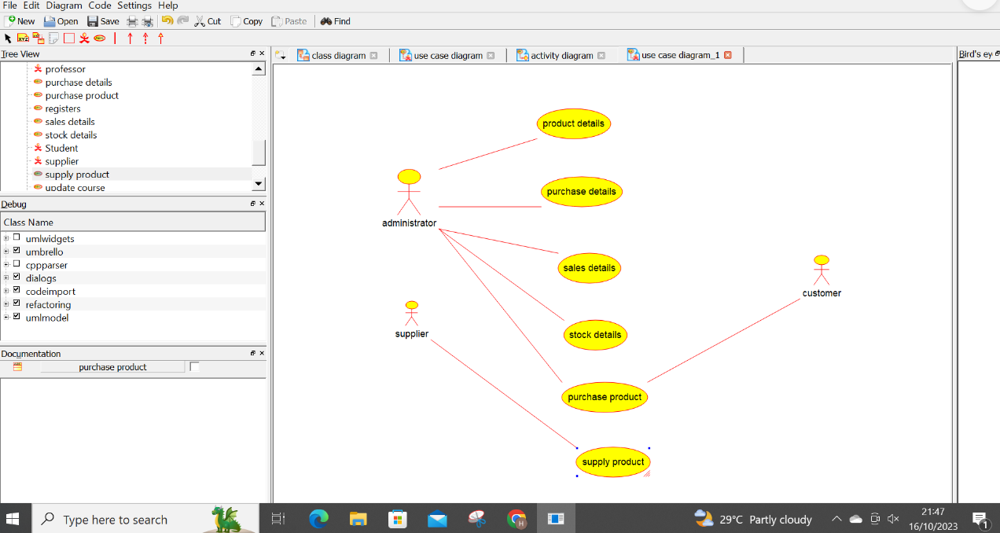 File Edit Diagram Code Settings Help
New Open Save Cut Copy Paste Find
XYZ ABC
Tree View
class diagram use case diagram activity diagram use case diagram_1
Bird's ey
professor
purchase details
purchase product
registers
sales details
stock details
Student
supplier
supply product
update course
Debug
Class Name
umlwidgets
umbrello
cppparser
dialogs
codeimport
refactoring
umlmodel
Documentation
purchase product
product details
purchase details
administrator
sales details
customer
supplier
stock details
purchase product
supply product
Type here to search
H
29°C Partly cloudy
21:47
16/10/2023
1